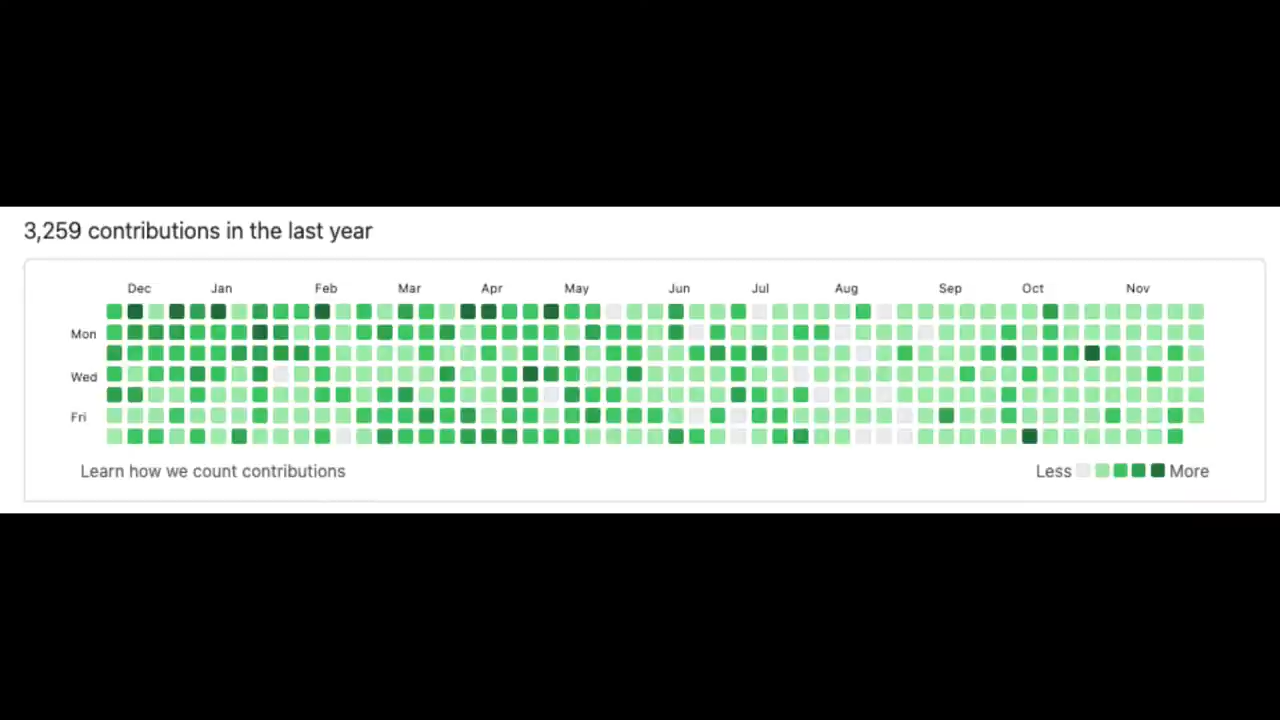 3,259 contributions in the last year
Dec Jan Feb Mar Apr May Jun Jul Aug Sep Oct Nov
Mon
Wed
Fri
Learn how we count contributions
Less More